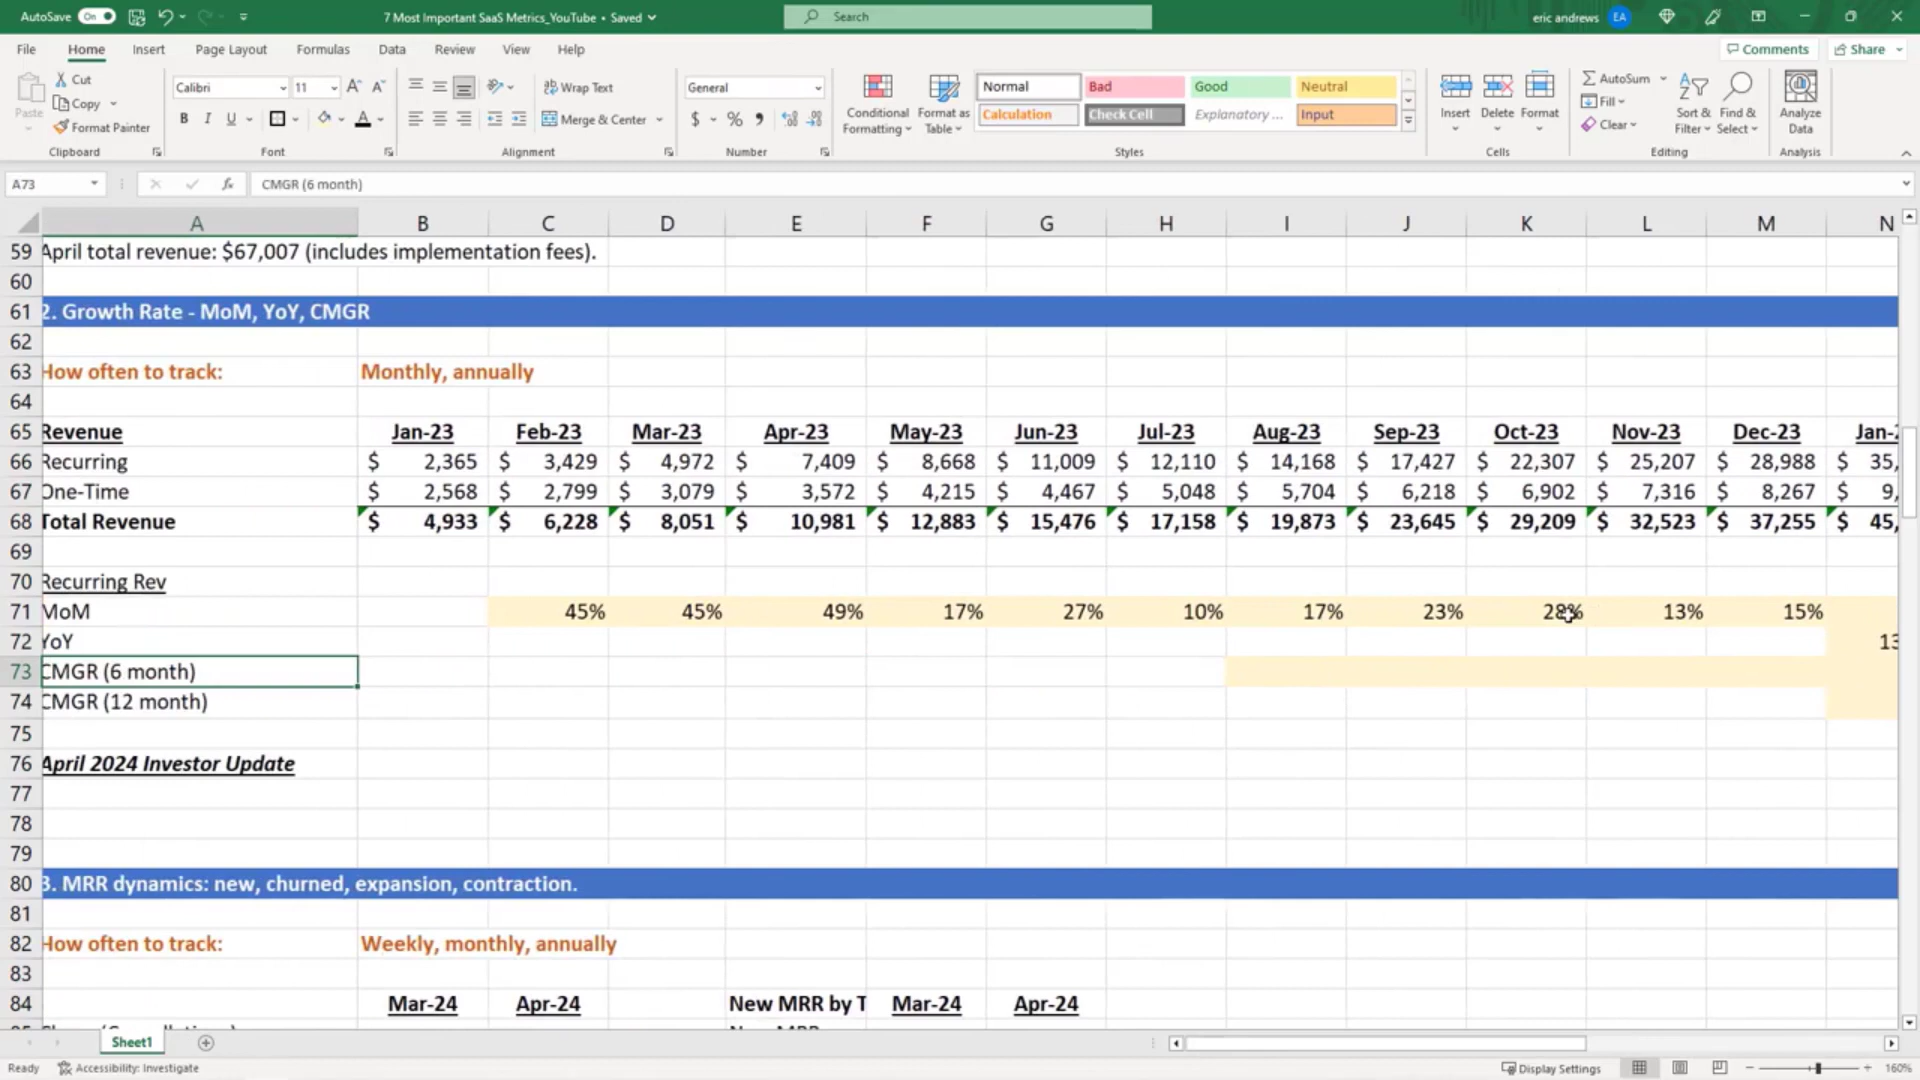 AutoSave On 7 Most Important SaaS Metrics_YouTube • Saved Search eric andrews EA
File Home Insert Page Layout Formulas Data Review View Help Comments Share
Paste Cut Copy Format Painter Clipboard
Calibri 11 A A B I U A Font
Wrap Text Merge & Center Alignment
General $ % 9 Number
Conditional Formatting Format as Table Normal Bad Good Neutral Calculation Check Cell Explanatory ... Input Styles
Insert Delete Format Cells
AutoSum Fill Clear Sort & Filter Find & Select Editing
Analyze Data Analysis
A73 fx CMGR (6 month)
A B C D E F G H I J K L M N
59 April total revenue: $67,007 (includes implementation fees).
60
61 2. Growth Rate - MoM, YoY, CMGR
62
63 How often to track: Monthly, annually
64
65 Revenue Jan-23 Feb-23 Mar-23 Apr-23 May-23 Jun-23 Jul-23 Aug-23 Sep-23 Oct-23 Nov-23 Dec-23 Jan-
66 Recurring $ 2,365 $ 3,429 $ 4,972 $ 7,409 $ 8,668 $ 11,009 $ 12,110 $ 14,168 $ 17,427 $ 22,307 $ 25,207 $ 28,988 $ 35,
67 One-Time $ 2,568 $ 2,799 $ 3,079 $ 3,572 $ 4,215 $ 4,467 $ 5,048 $ 5,704 $ 6,218 $ 6,902 $ 7,316 $ 8,267 $ 9,
68 Total Revenue $ 4,933 $ 6,228 $ 8,051 $ 10,981 $ 12,883 $ 15,476 $ 17,158 $ 19,873 $ 23,645 $ 29,209 $ 32,523 $ 37,255 $ 45,
69
70 Recurring Rev
71 MoM 45% 45% 49% 17% 27% 10% 17% 23% 28% 13% 15%
72 YoY 13
73 CMGR (6 month)
74 CMGR (12 month)
75
76 April 2024 Investor Update
77
78
79
80 3. MRR dynamics: new, churned, expansion, contraction.
81
82 How often to track: Weekly, monthly, annually
83
84 Mar-24 Apr-24 New MRR by T Mar-24 Apr-24
Sheet1
Ready Accessibility: Investigate Display Settings 160%